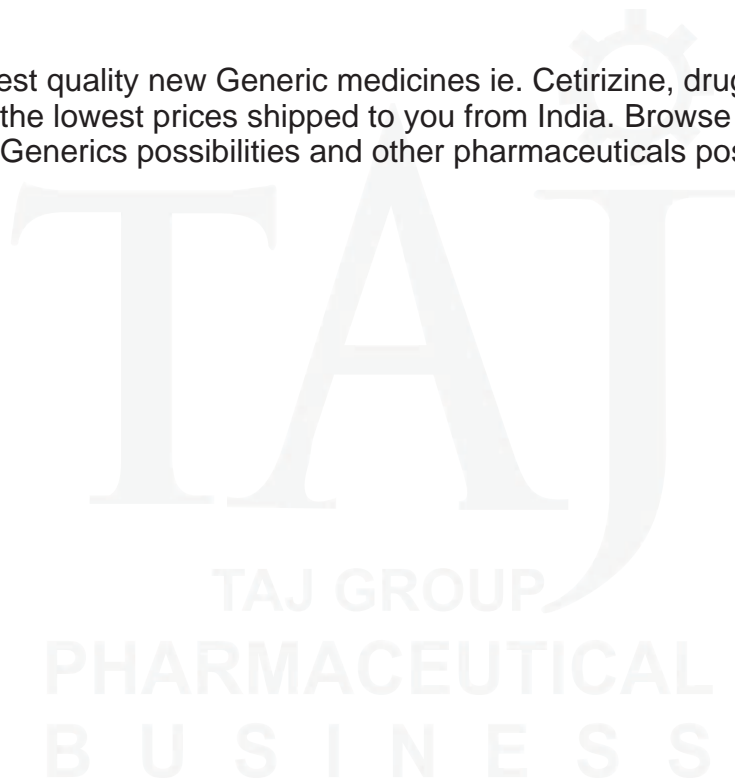 est quality new Generic medicines ie. Cetirizine, drug
the lowest prices shipped to you from India. Browse
Generics possibilities and other pharmaceuticals pos
TAJ
TAJ GROUP
PHARMACEUTICAL
BUSINESS